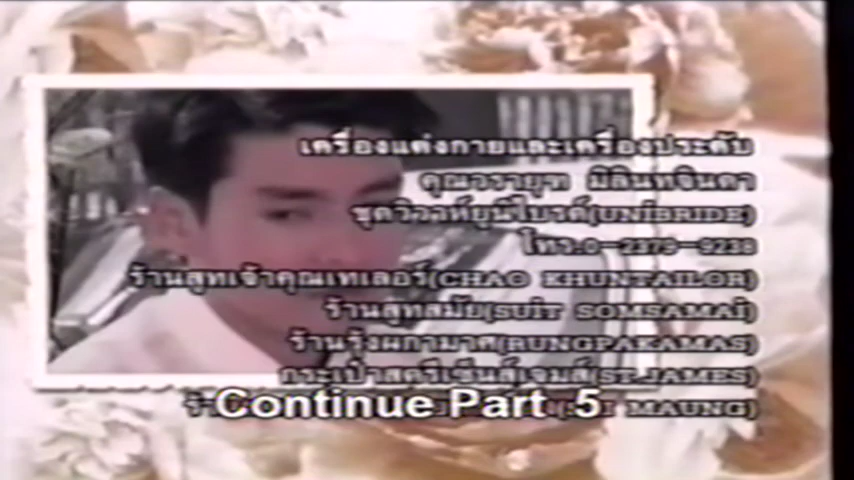 เครื่องแต่งกายและเครื่องประดับ
คุณวรายุฑ มิลินทจินดา
ชุดวิวาห์ยูนีไบรด์(UNIBRIDE)
โทร.0-2379-9238
ร้านสูทเจ้าคุณเทเลอร์(CHAO KHUNTAILOR)
ร้านสูทสมัย(SUIT SOMSAMAI)
ร้านรุ้งผกามาศ(RUNGPAKAMAS)
กระเป๋าสตรีเซ็นส์เจมส์(ST.JAMES)
MAUNG)
Continue Part 5